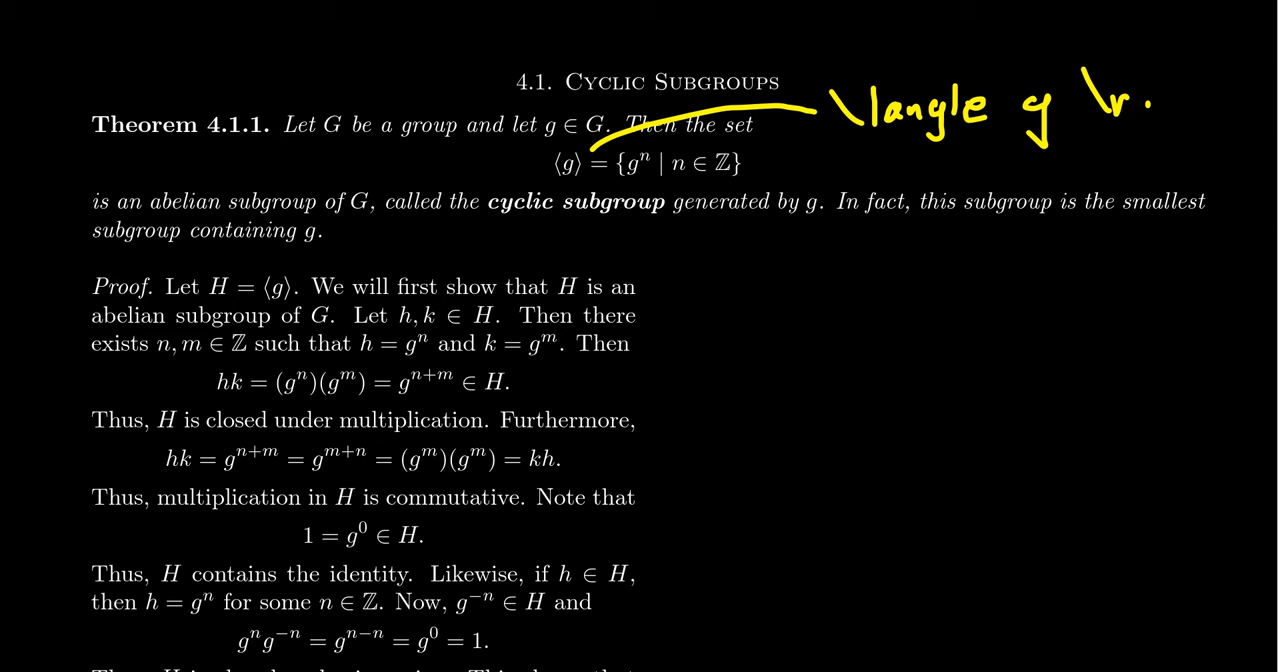 4.1. Cyclic Subgroups
\langle g \r.
Theorem 4.1.1. Let G be a group and let g ∈ G. Then the set
⟨g⟩ = {gⁿ | n ∈ ℤ}
is an abelian subgroup of G, called the cyclic subgroup generated by g. In fact, this subgroup is the smallest
subgroup containing g.
Proof. Let H = ⟨g⟩. We will first show that H is an
abelian subgroup of G. Let h, k ∈ H. Then there
exists n, m ∈ ℤ such that h = gⁿ and k = gᵐ. Then
hk = (gⁿ)(gᵐ) = gⁿ⁺ᵐ ∈ H.
Thus, H is closed under multiplication. Furthermore,
hk = gⁿ⁺ᵐ = gᵐ⁺ⁿ = (gᵐ)(gᵐ) = kh.
Thus, multiplication in H is commutative. Note that
1 = g⁰ ∈ H.
Thus, H contains the identity. Likewise, if h ∈ H,
then h = gⁿ for some n ∈ ℤ. Now, g⁻ⁿ ∈ H and
gⁿg⁻ⁿ = gⁿ⁻ⁿ = g⁰ = 1.